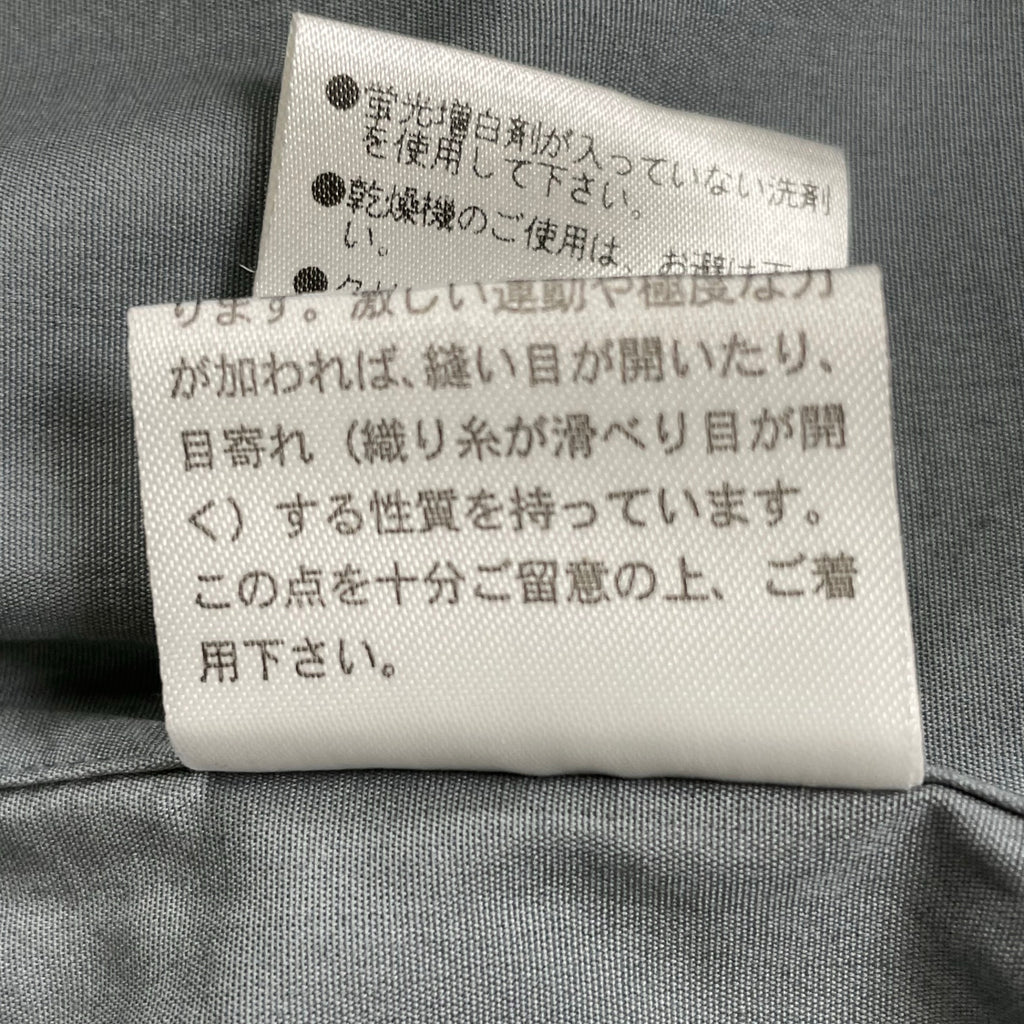 ●蛍光増白剤が入っていない洗剤
を使用して下さい。
●乾燥機のご使用は、お避け下
い。
●
ります。激しい運動や極度な力
が加われば、縫い目が開いたり、
目寄れ（織り糸が滑べり目が開
く）する性質を持っています。
この点を十分ご留意の上、ご着
用下さい。